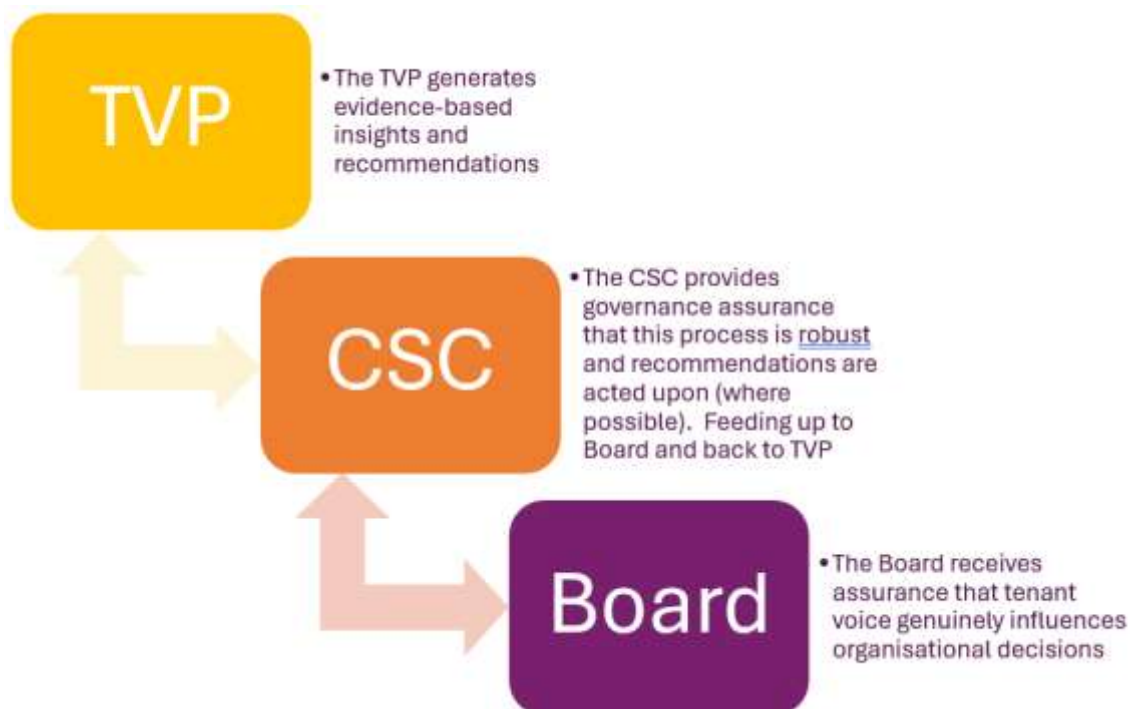 TVP
•The TVP generates
evidence-based
insights and
recommendations
CSC
•The CSC provides
governance assurance
that this process is robust
and recommendations are
acted upon (where
possible).  Feeding up to
Board and back to TVP
Board
•The Board receives
assurance that tenant
voice genuinely influences
organisational decisions